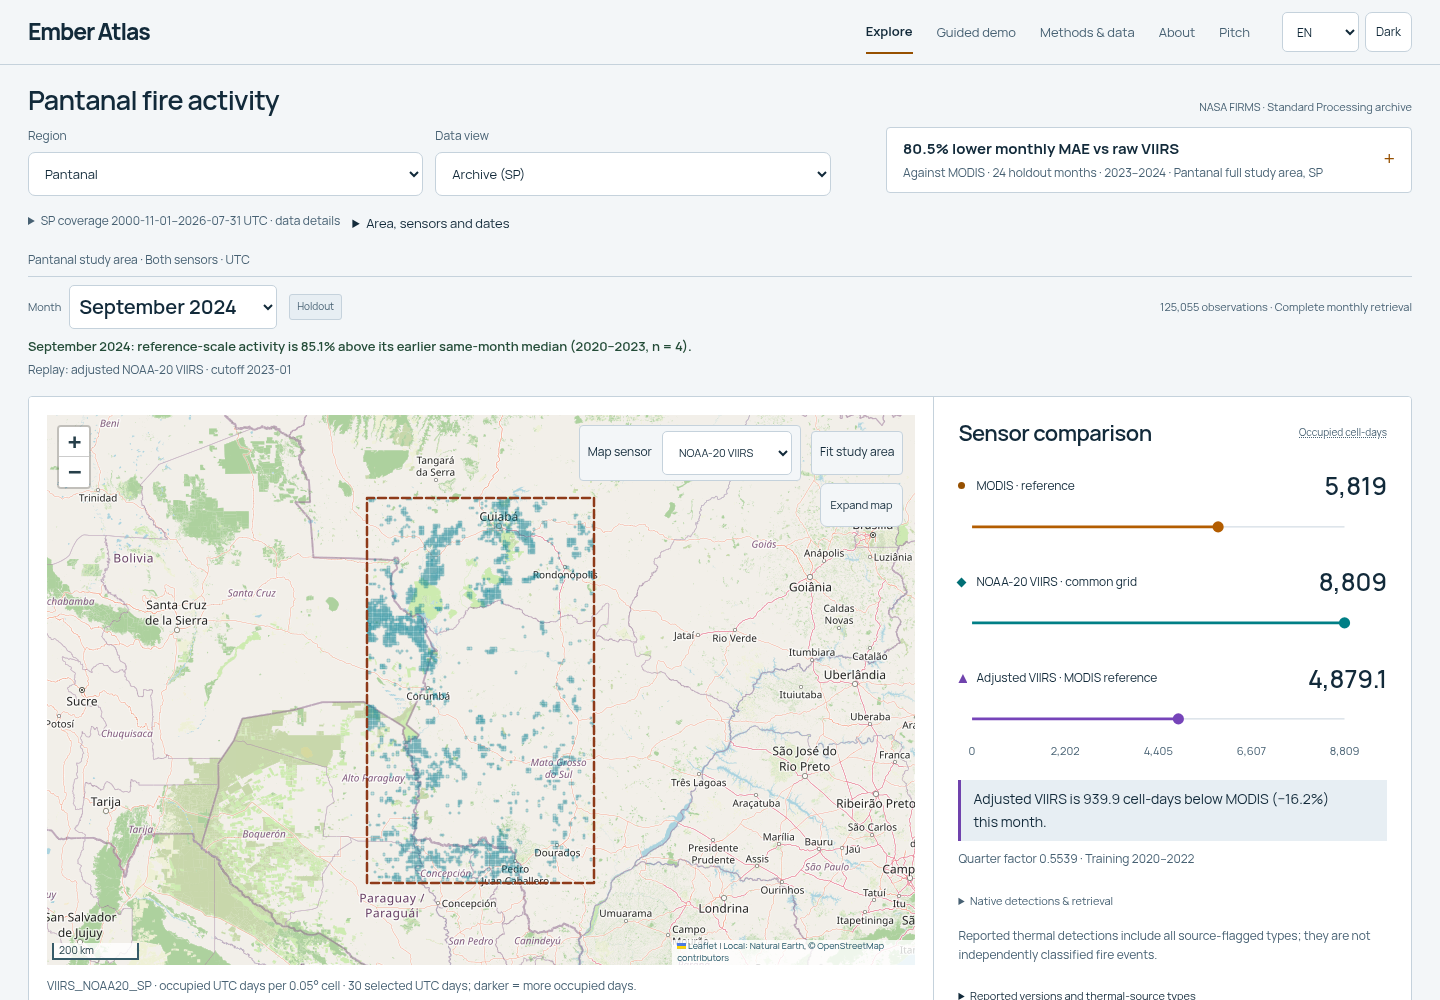 Ember Atlas
Explore
Guided demo
Methods & data
About
Pitch
EN
Dark
Pantanal fire activity
NASA FIRMS · Standard Processing archive
Region
Data view
Pantanal
Archive (SP)
80.5% lower monthly MAE vs raw VIIRS
+
Against MODIS · 24 holdout months · 2023–2024 · Pantanal full study area, SP
SP coverage 2000-11-01–2026-07-31 UTC · data details
Area, sensors and dates
Pantanal study area · Both sensors · UTC
Month
September 2024
Holdout
125,055 observations · Complete monthly retrieval
September 2024: reference-scale activity is 85.1% above its earlier same-month median (2020–2023, n = 4).
Replay: adjusted NOAA-20 VIIRS · cutoff 2023-01
+
−
Map sensor
NOAA-20 VIIRS
Fit study area
Expand map
Beni
Tangará
da Serra
Trinidad
Cuiabá
Brasília
Goiás
Anápolis
Luziânia
Bolivia
Rondonópolis
Goiânia
chabamba
Santa Cruz
Santa Cruz
de la Sierra
Caldas
Novas
Jataí
Rio Verde
Itumbiara
Catalão
Uberlândia
Ituiutaba
Corumbá
Sucre
Potosí
Chuquisaca
Uberaba
Ara
São José do
Rio Preto
Franca
Mato Grosso
do Sul
Alto Paraguay
Três Lagoas
Araçatuba
Ribeirão Preto
Tarija
Tarija
Boquerón
São Carlos
Marília
Bauru
Jaú
Presidente
Prudente
Assis
São Paulo
Dourados
Pedro
Juan Caballero
Concepción
Camp
Ourinhos
Tatuí
Paraguay /
Paraguái
Concepción
Londrina
Itu
Umuarama
Itapetininga
Sã
uy
San Salvador
de Jujuy
Campo
San Pedro
Canindeyú
200 km
Leaflet | Local: Natural Earth, © OpenStreetMap
contributors
VIIRS_NOAA20_SP · occupied UTC days per 0.05° cell · 30 selected UTC days; darker = more occupied days.
Sensor comparison
Occupied cell-days
MODIS · reference
5,819
NOAA-20 VIIRS · common grid
8,809
Adjusted VIIRS · MODIS reference
4,879.1
0
2,202
4,405
6,607
8,809
Adjusted VIIRS is 939.9 cell-days below MODIS (−16.2%)
this month.
Quarter factor 0.5539 · Training 2020–2022
Native detections & retrieval
Reported thermal detections include all source-flagged types; they are not
independently classified fire events.
Reported versions and thermal-source types